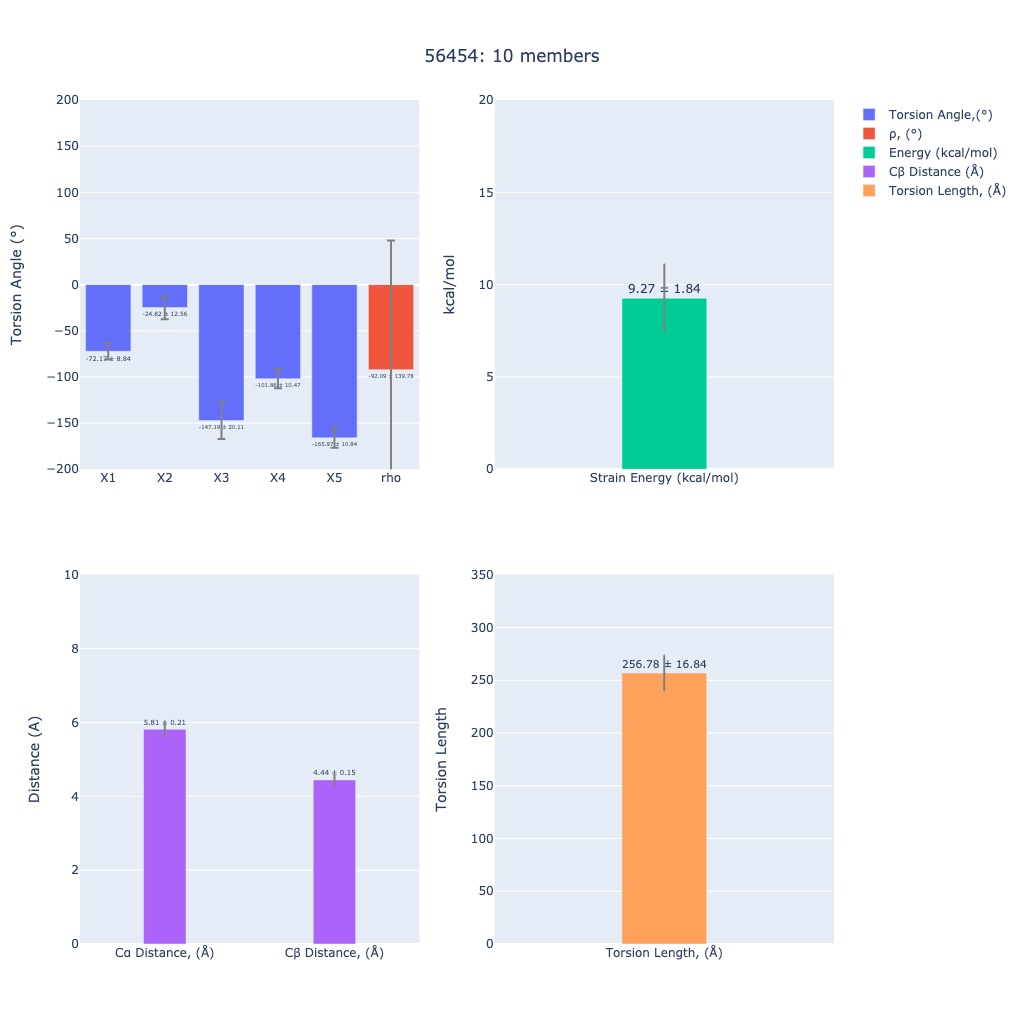 56454: 10 members
Torsion Angle (°)
200
150
100
50
0
−50
−100
−150
−200
-72.17 ± 8.84
-24.82 ± 12.56
-147.19 ± 20.11
-101.86 ± 10.47
-165.97 ± 10.84
-92.09 ± 139.78
X1 X2 X3 X4 X5 rho
kcal/mol
20
15
10
5
0
9.27 ± 1.84
Strain Energy (kcal/mol)
Torsion Angle,(°)
ρ, (°)
Energy (kcal/mol)
Cβ Distance (Å)
Torsion Length, (Å)
Distance (A)
10
8
6
4
2
0
5.81 ± 0.21
4.44 ± 0.15
Cα Distance, (Å) Cβ Distance, (Å)
Torsion Length
350
300
250
200
150
100
50
0
256.78 ± 16.84
Torsion Length, (Å)